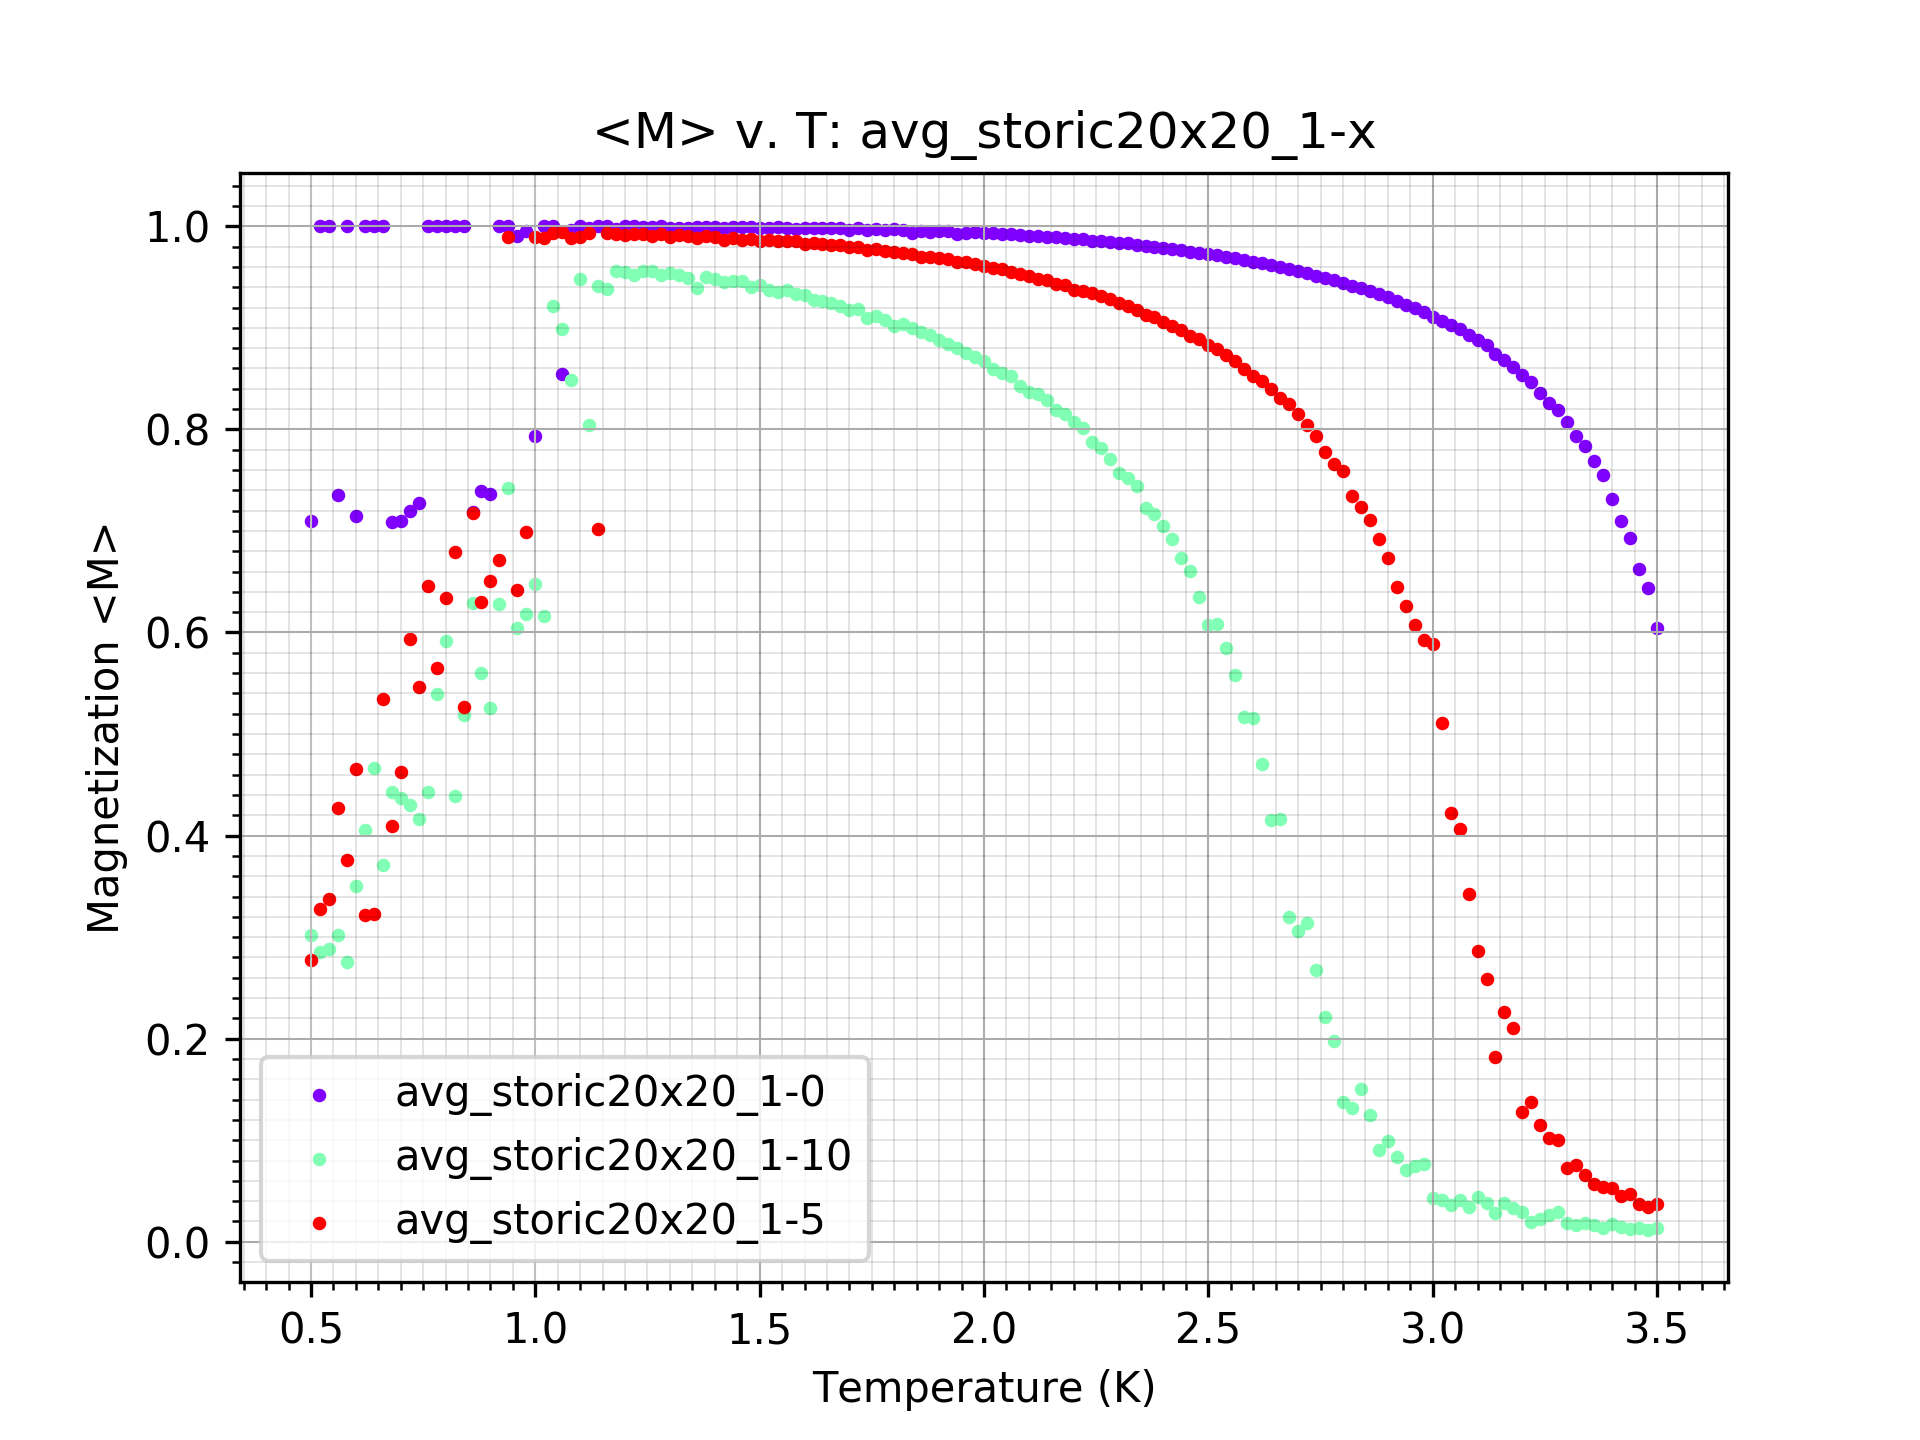 <M> v. T: avg_storic20x20_1-x
Magnetization <M>
1.0
0.8
0.6
0.4
0.2
0.0
avg_storic20x20_1-0
avg_storic20x20_1-10
avg_storic20x20_1-5
0.5 1.0 1.5 2.0 2.5 3.0 3.5
Temperature (K)